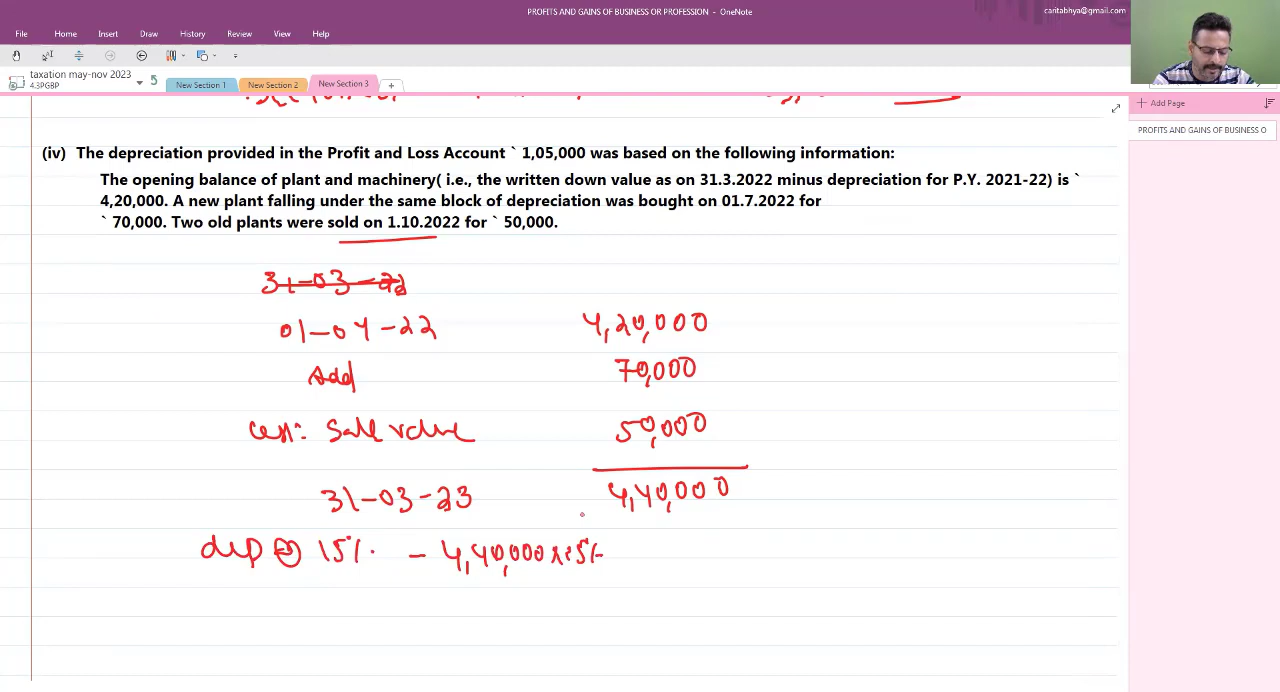 PROFITS AND GAINS OF BUSINESS OR PROFESSION - OneNote
caritabhya@gmail.com
File Home Insert Draw History Review View Help
taxation may-nov 2023
4.3PGBP
5
New Section 1 New Section 2 New Section 3 +
Add Page
PROFITS AND GAINS OF BUSINESS O
(iv) The depreciation provided in the Profit and Loss Account ` 1,05,000 was based on the following information:
The opening balance of plant and machinery( i.e., the written down value as on 31.3.2022 minus depreciation for P.Y. 2021-22) is `
4,20,000. A new plant falling under the same block of depreciation was bought on 01.7.2022 for
` 70,000. Two old plants were sold on 1.10.2022 for ` 50,000.
31-03-22
01-04-22 4,20,000
Add 70,000
Less: Sale value 50,000
31-03-23 4,40,000
dep @ 15% - 4,40,000x15%